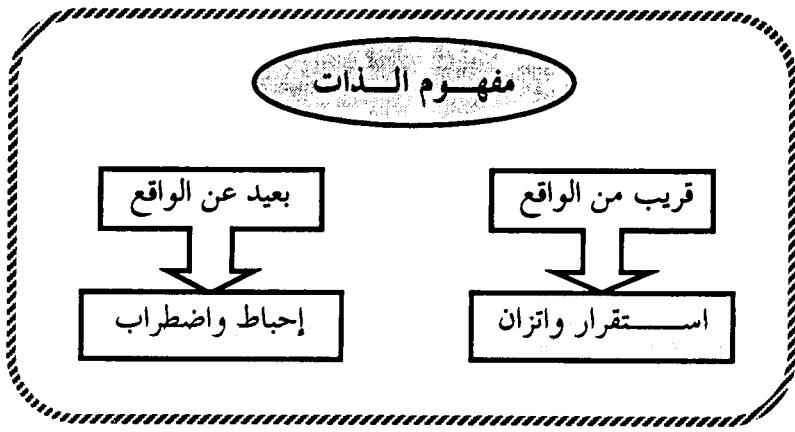 مفهوم الذات
قريب من الواقع
بعيد عن الواقع
استقرار واتزان
إحباط واضطراب